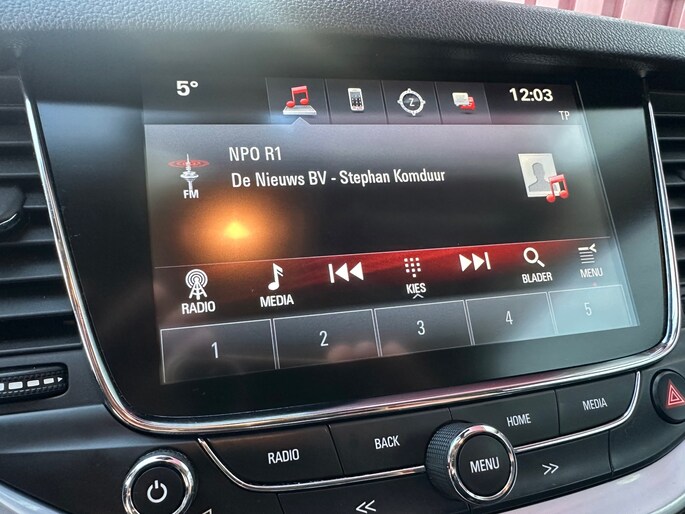 5°
12:03
TP
NPO R1
De Nieuws BV - Stephan Komduur
FM
RADIO
MEDIA
KIES
BLADER
MENU
1
2
3
4
5
RADIO
BACK
MENU
HOME
MEDIA